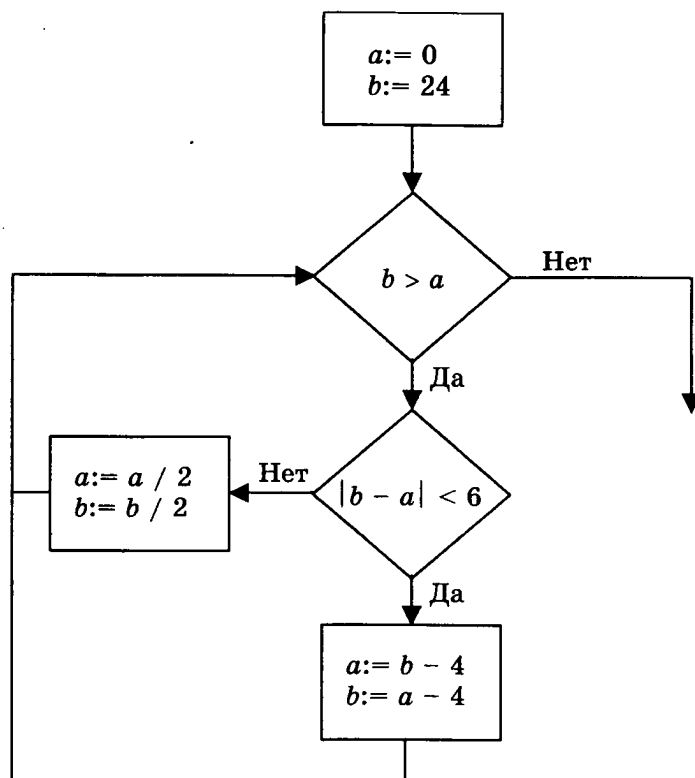 a:= 0
b:= 24
b > a
Нет
Да
a:= a / 2
b:= b / 2
Нет
|b – a| < 6
Да
a:= b – 4
b:= a – 4